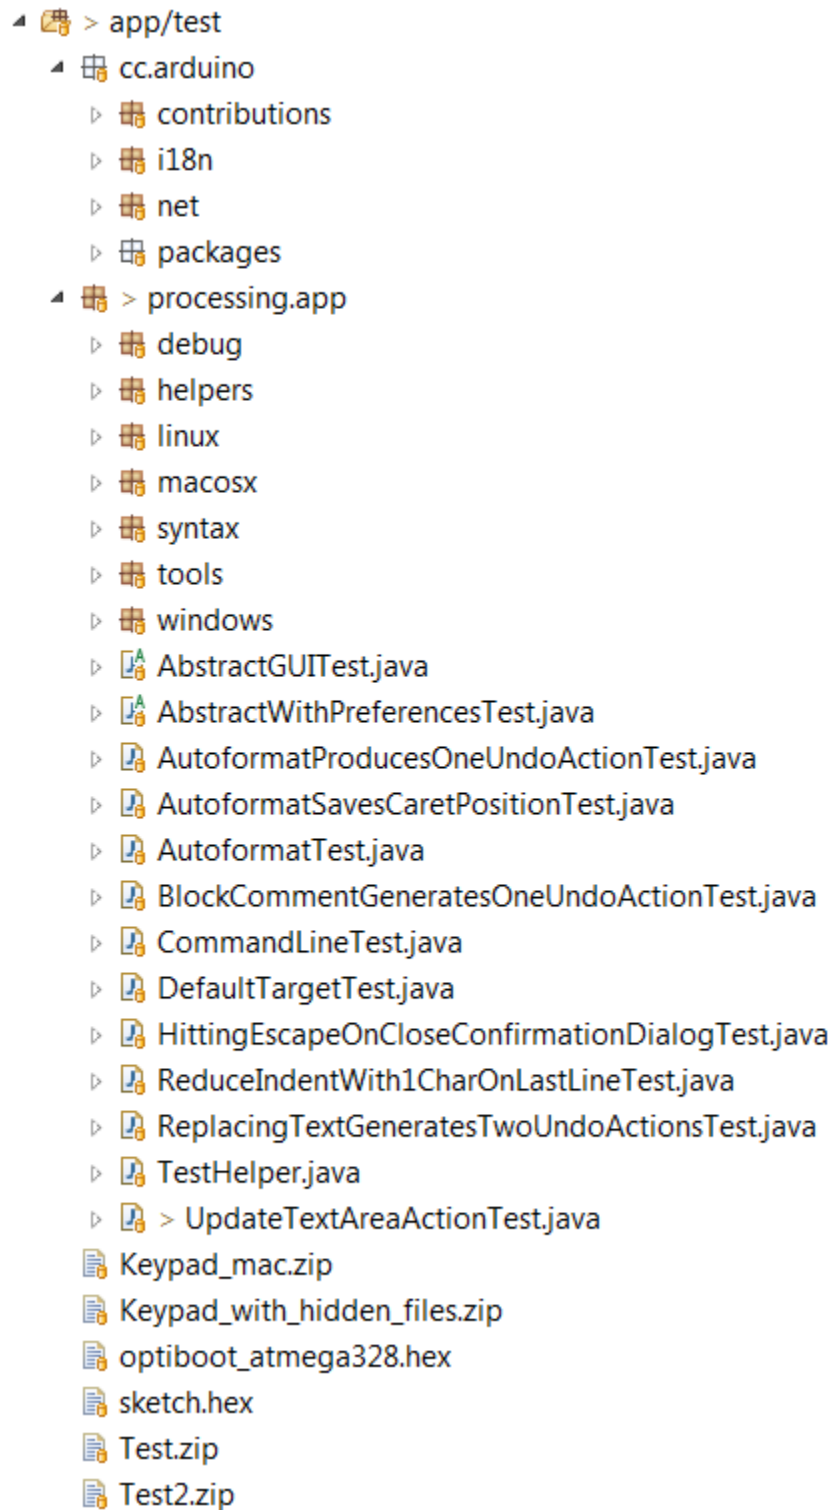 > app/test
cc.arduino
contributions
i18n
net
packages
> processing.app
debug
helpers
linux
macosx
syntax
tools
windows
AbstractGUITest.java
AbstractWithPreferencesTest.java
AutoformatProducesOneUndoActionTest.java
AutoformatSavesCaretPositionTest.java
AutoformatTest.java
BlockCommentGeneratesOneUndoActionTest.java
CommandLineTest.java
DefaultTargetTest.java
HittingEscapeOnCloseConfirmationDialogTest.java
ReduceIndentWith1CharOnLastLineTest.java
ReplacingTextGeneratesTwoUndoActionsTest.java
TestHelper.java
> UpdateTextAreaActionTest.java
Keypad_mac.zip
Keypad_with_hidden_files.zip
optiboot_atmega328.hex
sketch.hex
Test.zip
Test2.zip